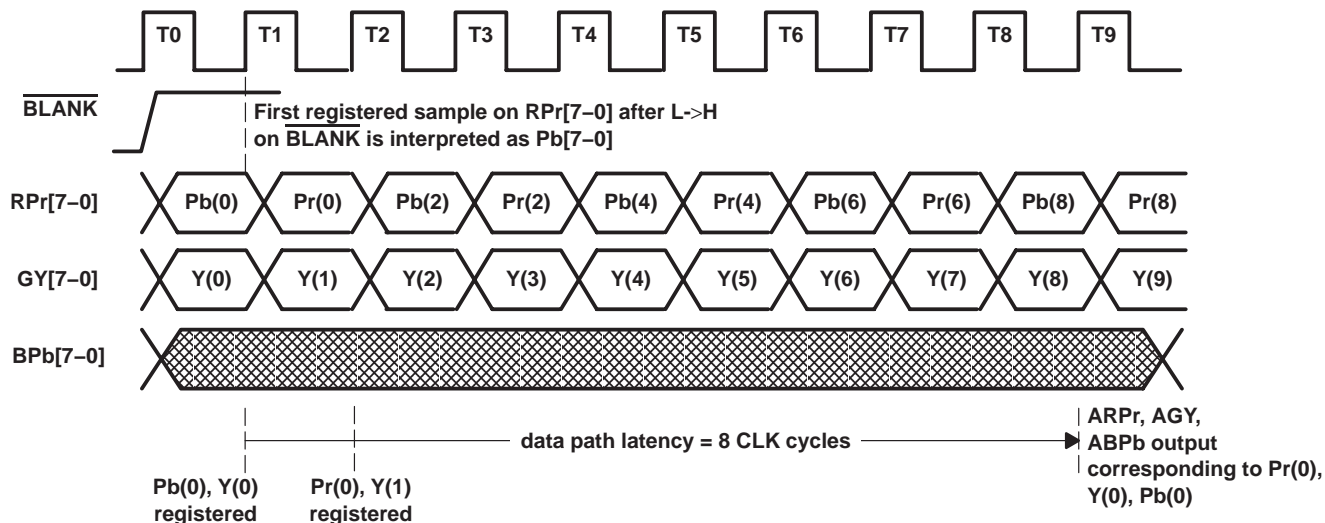 T0 T1 T2 T3 T4 T5 T6 T7 T8 T9
BLANK
First registered sample on RPr[7–0] after L->H
on BLANK is interpreted as Pb[7–0]
RPr[7–0] Pb(0) Pr(0) Pb(2) Pr(2) Pb(4) Pr(4) Pb(6) Pr(6) Pb(8) Pr(8)
GY[7–0] Y(0) Y(1) Y(2) Y(3) Y(4) Y(5) Y(6) Y(7) Y(8) Y(9)
BPb[7–0]
data path latency = 8 CLK cycles
ARPr, AGY,
ABPb output
corresponding to Pr(0),
Y(0), Pb(0)
Pb(0), Y(0)
registered
Pr(0), Y(1)
registered